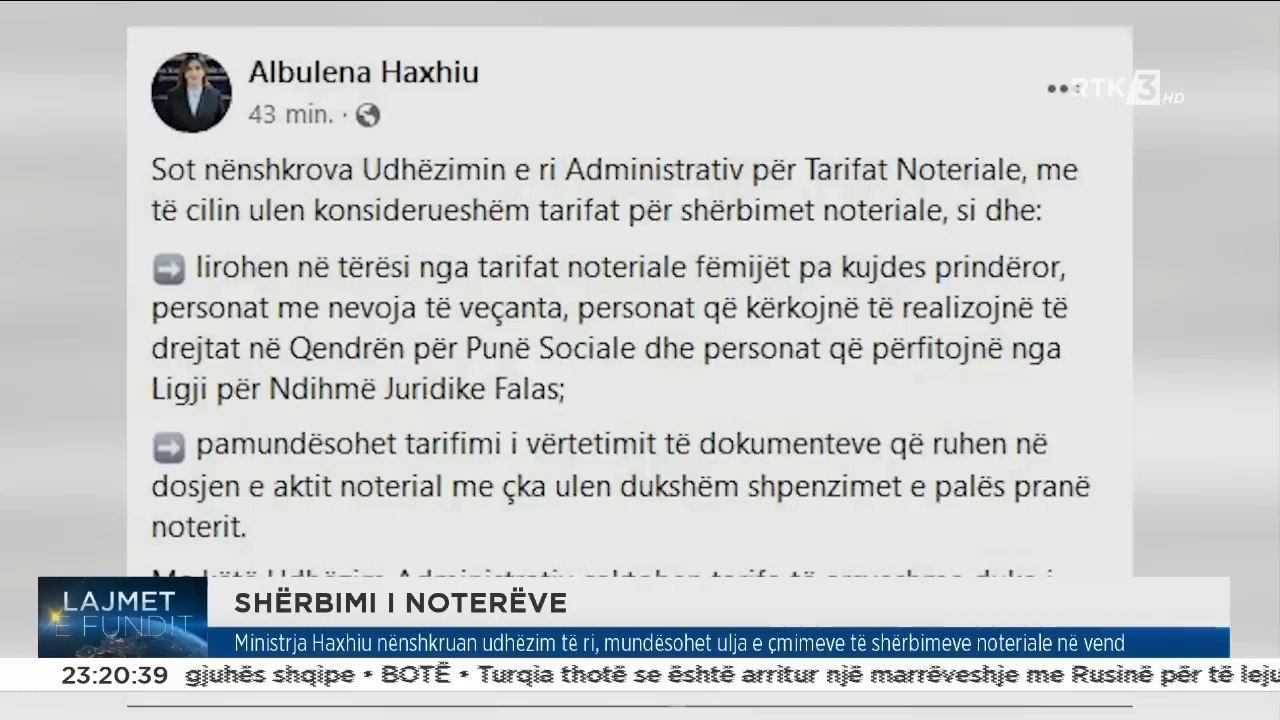 Albulena Haxhiu
43 min. ·
RTK 3 HD
Sot nënshkrova Udhëzimin e ri Administrativ për Tarifat Noteriale, me
të cilin ulen konsiderueshëm tarifat për shërbimet noteriale, si dhe:
lirohen në tërësi nga tarifat noteriale fëmijët pa kujdes prindëror,
personat me nevoja të veçanta, personat që kërkojnë të realizojnë të
drejtat në Qendrën për Punë Sociale dhe personat që përfitojnë nga
Ligji për Ndihmë Juridike Falas;
pamundësohet tarifimi i vërtetimit të dokumenteve që ruhen në
dosjen e aktit noterial me çka ulen dukshëm shpenzimet e palës pranë
noterit.
LAJMET
E FUNDIT
SHËRBIMI I NOTERËVE
Ministrja Haxhiu nënshkruan udhëzim të ri, mundësohet ulja e çmimeve të shërbimeve noteriale në vend
23:20:39 gjuhës shqipe • BOTË • Turqia thotë se është arritur një marrëveshje me Rusinë për të leju